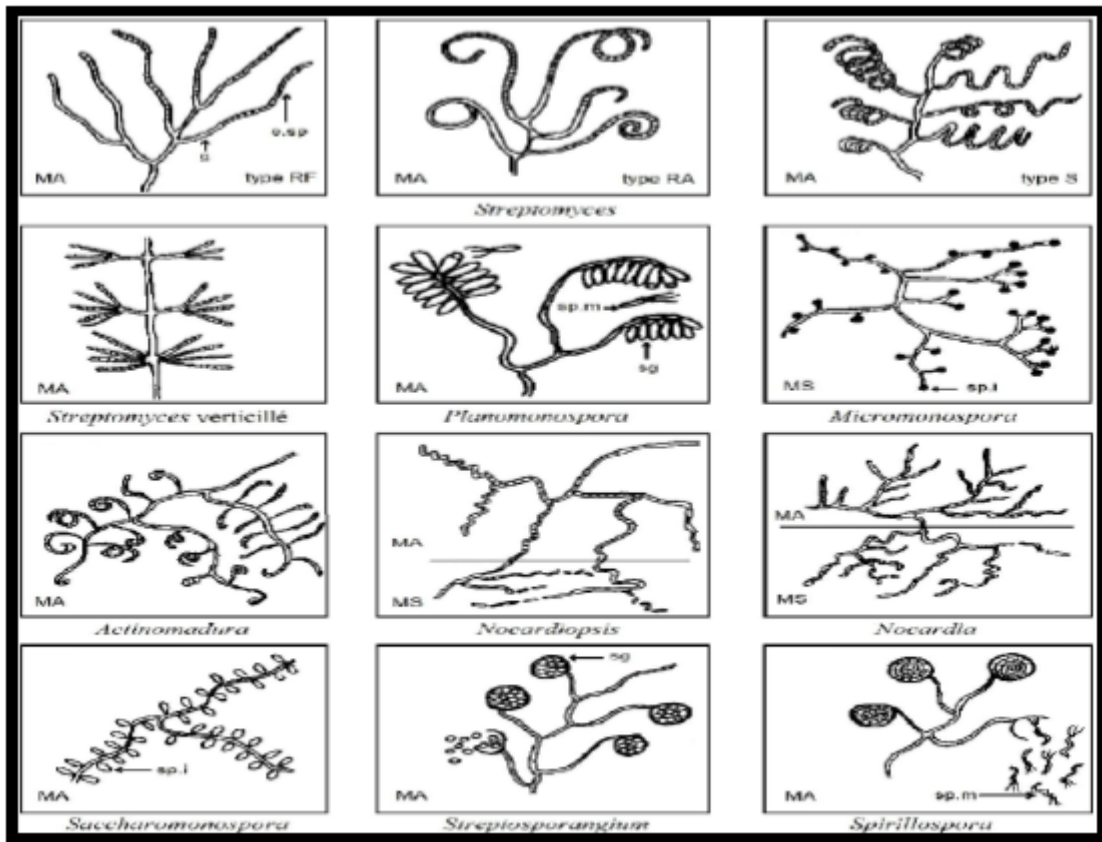 c.sp
s
MA type RF
MA type RA
MA type S
Streptomyces
sp.m
sg
sp.i
MA
MA
MS
Streptomyces verticillé
Planomonospora
Micromonospora
MA
MA
MS
MA
MS
Actinomadura
Nocardiopsis
Nocardia
sg
sp.i
sp.m
MA
MA
MA
Saccharomonospora
Streptosporangium
Spirillospora